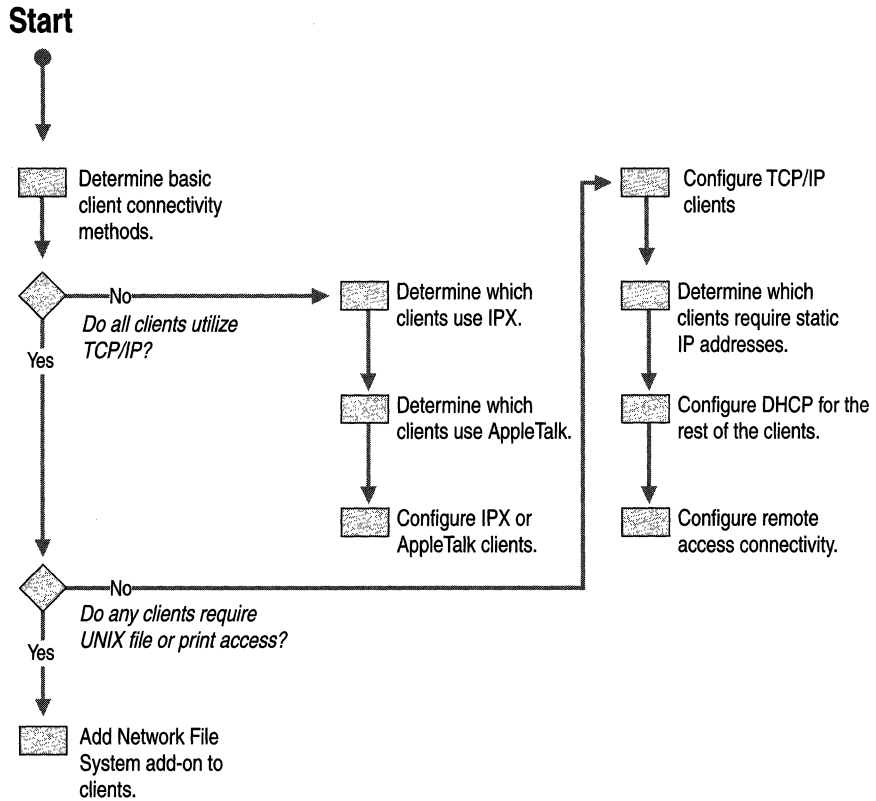 Start
Determine basic
client connectivity
methods.
No
Do all clients utilize
TCP/IP?
Yes
Determine which
clients use IPX.
Determine which
clients use AppleTalk.
Configure IPX or
AppleTalk clients.
No
Do any clients require
UNIX file or print access?
Yes
Add Network File
System add-on to
clients.
Configure TCP/IP
clients
Determine which
clients require static
IP addresses.
Configure DHCP for the
rest of the clients.
Configure remote
access connectivity.